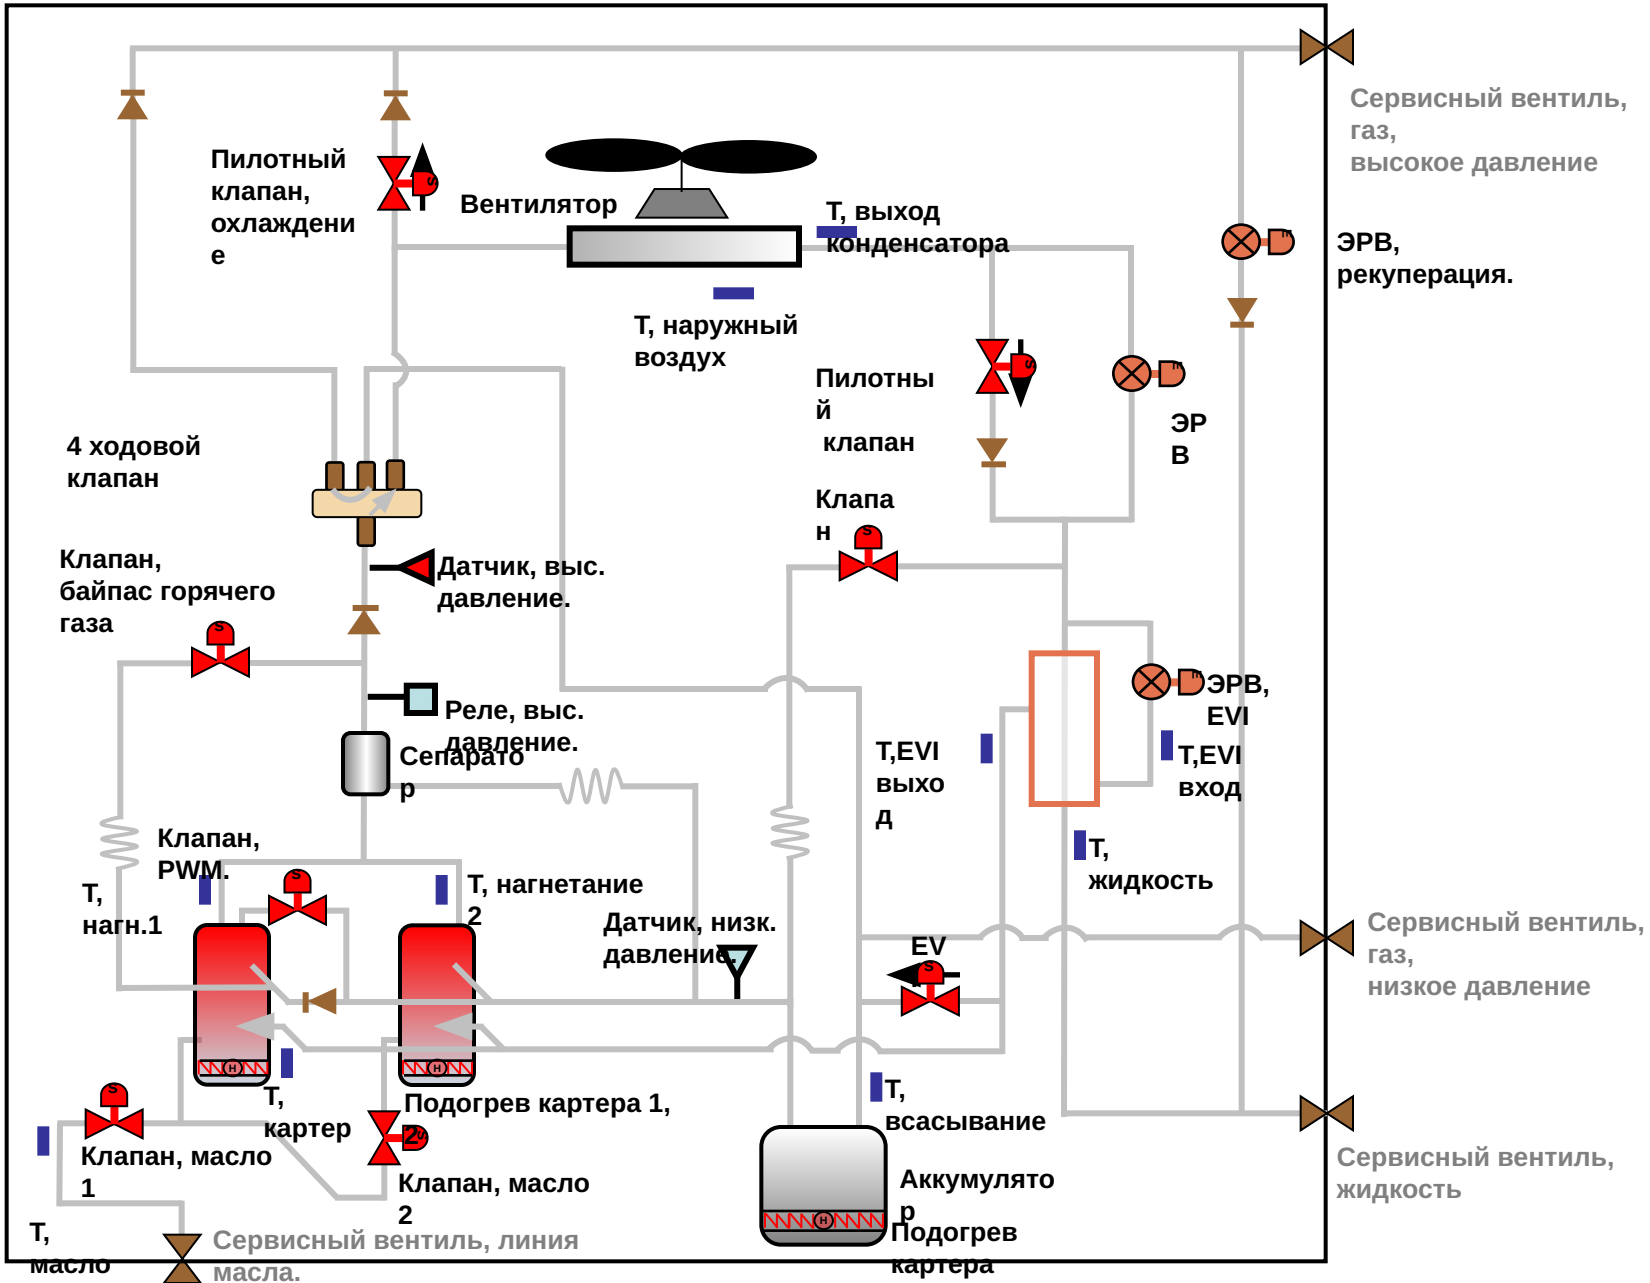 Сервисный вентиль,
газ,
высокое давление
Пилотный
клапан,
охлаждени
е
Вентилятор
Т, выход
конденсатора
S
E
ЭРВ,
рекуперация.
Т, наружный
воздух
S
E
Пилотны
й
клапан
ЭР
В
4 ходовой
клапан
Клапа
н
S
Клапан,
байпас горячего
газа
S
Датчик, выс.
давление.
E
ЭРВ,
EVI
Реле, выс.
давление.
Сепарато
р
T,EVI
выхо
д
T,EVI
вход
Клапан,
PWM.
S
Т,
жидкость
Т,
нагн.1
Т, нагнетание
2
Датчик, низк.
давление.
EV
S
Сервисный вентиль,
газ,
низкое давление
H
H
Т,
картер
Подогрев картера 1,
2
S
S
Т,
всасывание
Клапан, масло
1
Клапан, масло
2
Аккумулято
р
H
Подогрев
картера
Сервисный вентиль,
жидкость
Т,
масло
Сервисный вентиль, линия
масла.